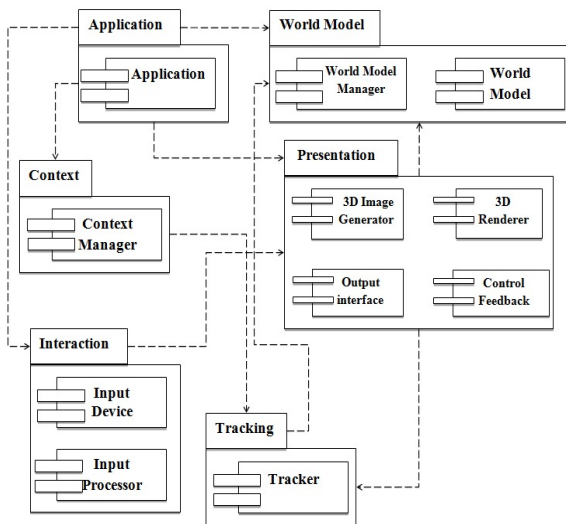 Application
World Model
Application
World Model
Manager
World
Model
Presentation
Context
Context
Manager
3D Image
Generator
3D
Renderer
Output
interface
Control
Feedback
Interaction
Input
Device
Input
Processor
Tracking
Tracker